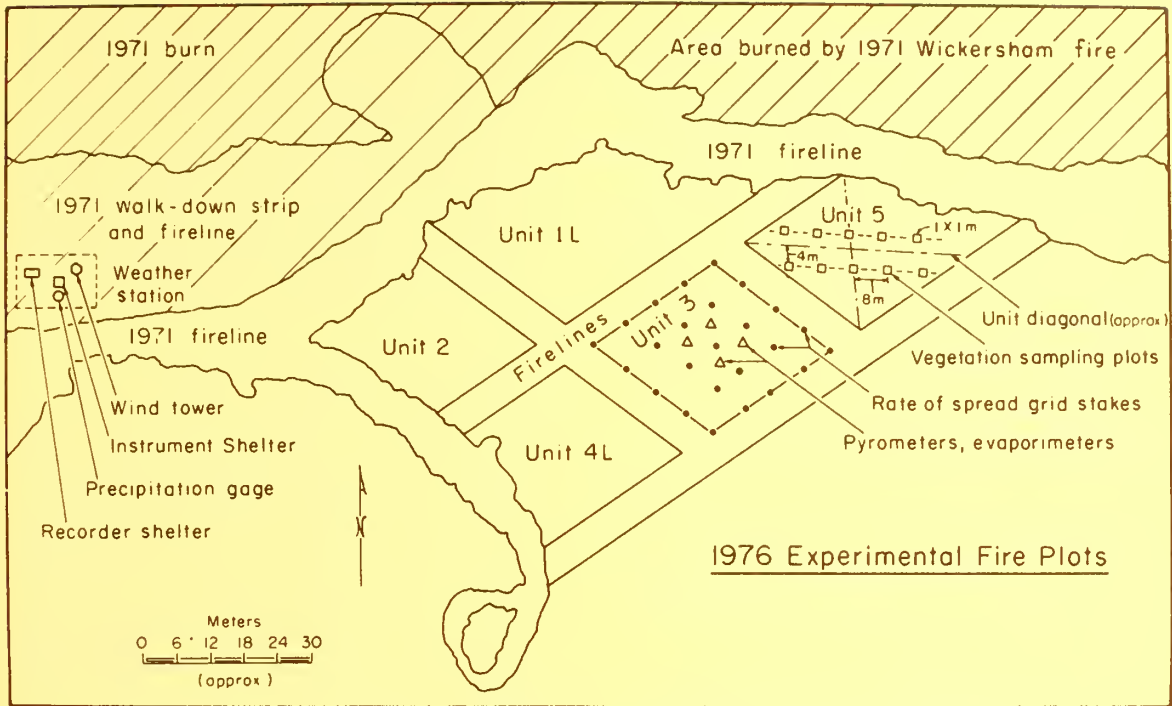 1971 burn
Area burned by 1971 Wickersham fire
1971 fireline
1971 walk-down strip
and fireline
Unit 1L
Unit 5
1 X 1m
4m
8m
Weather
station
1971 fireline
Unit 2
Firelines
Unit 3
Unit diagonal (approx)
Vegetation sampling plots
Rate of spread grid stakes
Pyrometers, evaporimeters
Wind tower
Instrument Shelter
Precipitation gage
Recorder shelter
Unit 4L
N
1976 Experimental Fire Plots
Meters
0 6 12 18 24 30
(approx)